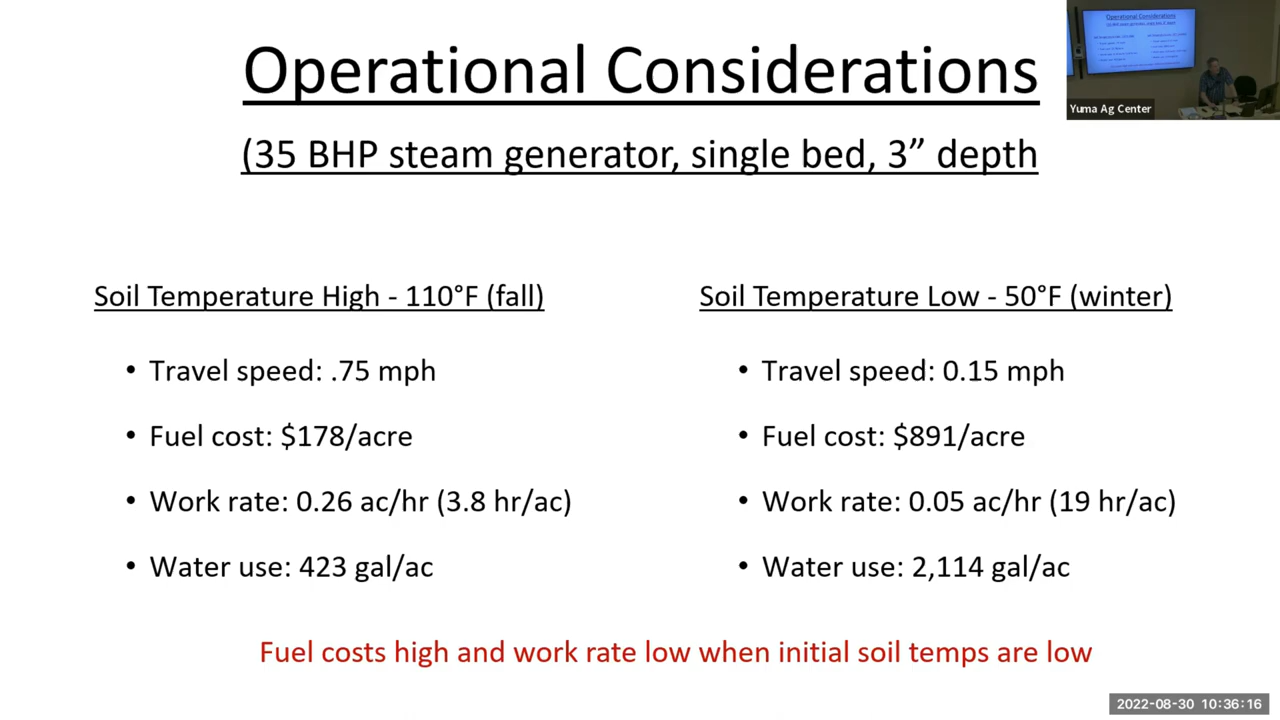 Operational Considerations
(35 BHP steam generator, single bed, 3” depth
Yuma Ag Center
Soil Temperature High - 110°F (fall)
• Travel speed: .75 mph
• Fuel cost: $178/acre
• Work rate: 0.26 ac/hr (3.8 hr/ac)
• Water use: 423 gal/ac
Soil Temperature Low - 50°F (winter)
• Travel speed: 0.15 mph
• Fuel cost: $891/acre
• Work rate: 0.05 ac/hr (19 hr/ac)
• Water use: 2,114 gal/ac
Fuel costs high and work rate low when initial soil temps are low
2022-08-30 10:36:16